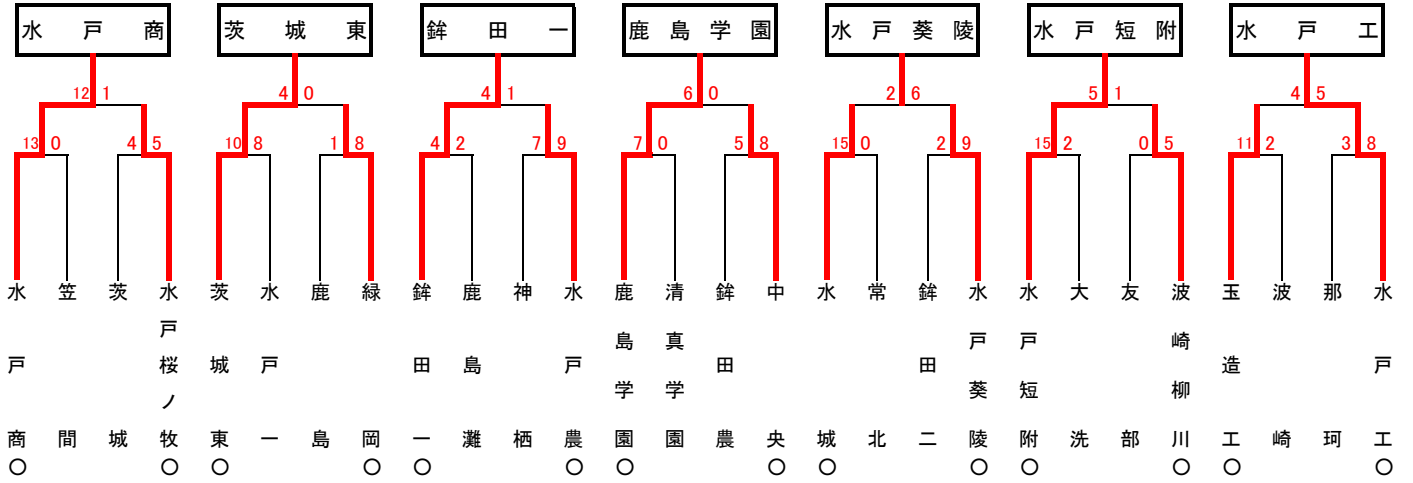 水戸商 茨城東 鉾田一 鹿島学園 水戸葵陵 水戸短附 水戸工
12 1 4 0 4 1 6 0 2 6 5 1 4 5
13 0 4 5 10 8 1 8 4 2 7 9 7 0 5 8 15 0 2 9 15 2 0 5 11 2 3 8
水戸商
笠間
茨城
水戸桜ノ牧
茨城東
水戸一
鹿島
緑岡
鉾田一
鹿島灘
神栖
水戸農
鹿島学園
清真学園
鉾田農
中央
水城
常北
鉾田二
水戸葵陵
水戸短附
大洗
友部
波崎柳川
玉造工
波崎
那珂
水戸工
○ ○ ○ ○ ○ ○ ○ ○ ○ ○ ○ ○ ○ ○